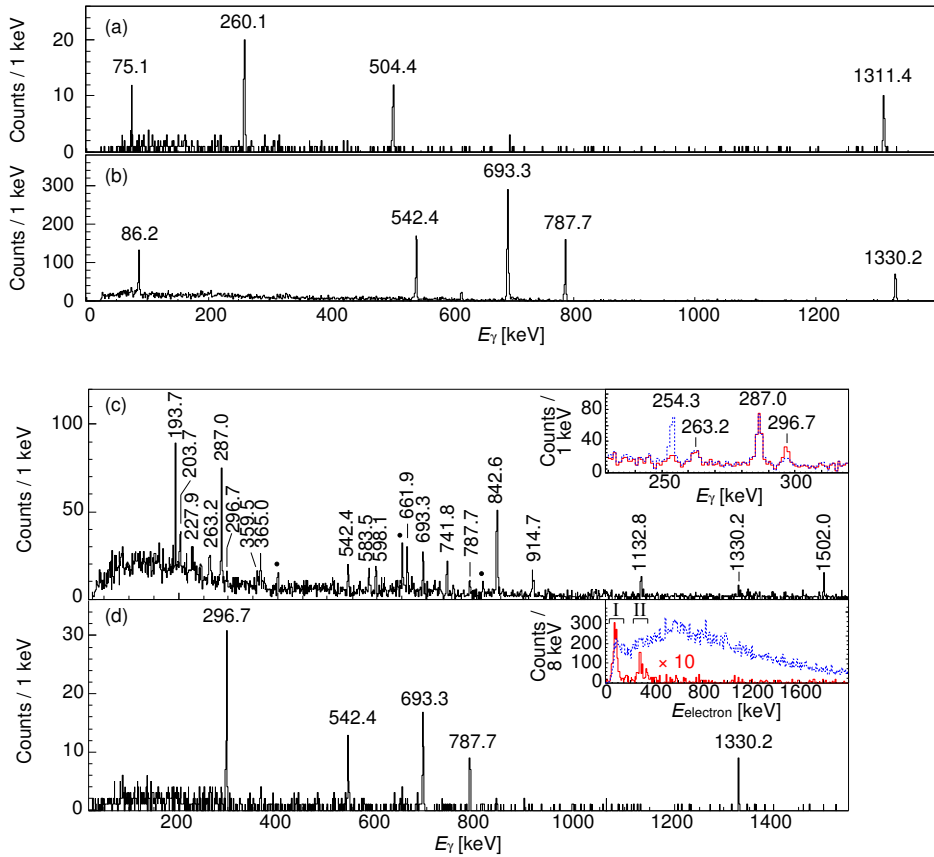 (a)
Counts / 1 keV
20
10
0
75.1
260.1
504.4
1311.4
(b)
Counts / 1 keV
300
200
100
0
86.2
542.4
693.3
787.7
1330.2
0 200 400 600 800 1000 1200
Eγ [keV]
(c)
Counts / 1 keV
100
50
0
193.7
203.7
227.9
263.2
287.0
296.7
359.5
365.0
542.4
583.5
598.1
661.9
693.3
741.8
787.7
842.6
914.7
1132.8
1330.2
1502.0
Counts /
1 keV
80
40
0
254.3
263.2
287.0
296.7
260 280 300
Eγ [keV]
(d)
Counts / 1 keV
30
20
10
0
296.7
542.4
693.3
787.7
1330.2
Counts /
8 keV
300
200
100
0
I II
× 10
0 400 800 1200 1600
Eelectron [keV]
200 400 600 800 1000 1200 1400
Eγ [keV]